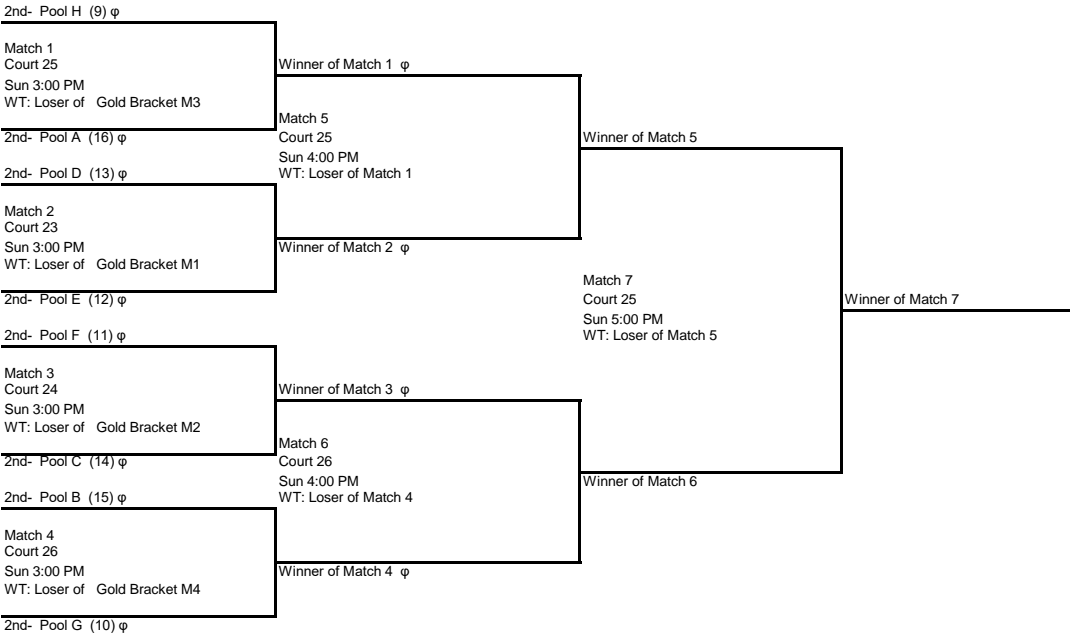 2nd- Pool H (9) φ
Match 1
Court 25
Sun 3:00 PM
WT: Loser of Gold Bracket M3
2nd- Pool A (16) φ
2nd- Pool D (13) φ
Match 2
Court 23
Sun 3:00 PM
WT: Loser of Gold Bracket M1
2nd- Pool E (12) φ
2nd- Pool F (11) φ
Match 3
Court 24
Sun 3:00 PM
WT: Loser of Gold Bracket M2
2nd- Pool C (14) φ
2nd- Pool B (15) φ
Match 4
Court 26
Sun 3:00 PM
WT: Loser of Gold Bracket M4
2nd- Pool G (10) φ
Winner of Match 1 φ
Match 5
Court 25
Sun 4:00 PM
WT: Loser of Match 1
Winner of Match 2 φ
Winner of Match 3 φ
Match 6
Court 26
Sun 4:00 PM
WT: Loser of Match 4
Winner of Match 4 φ
Winner of Match 5
Match 7
Court 25
Sun 5:00 PM
WT: Loser of Match 5
Winner of Match 6
Winner of Match 7